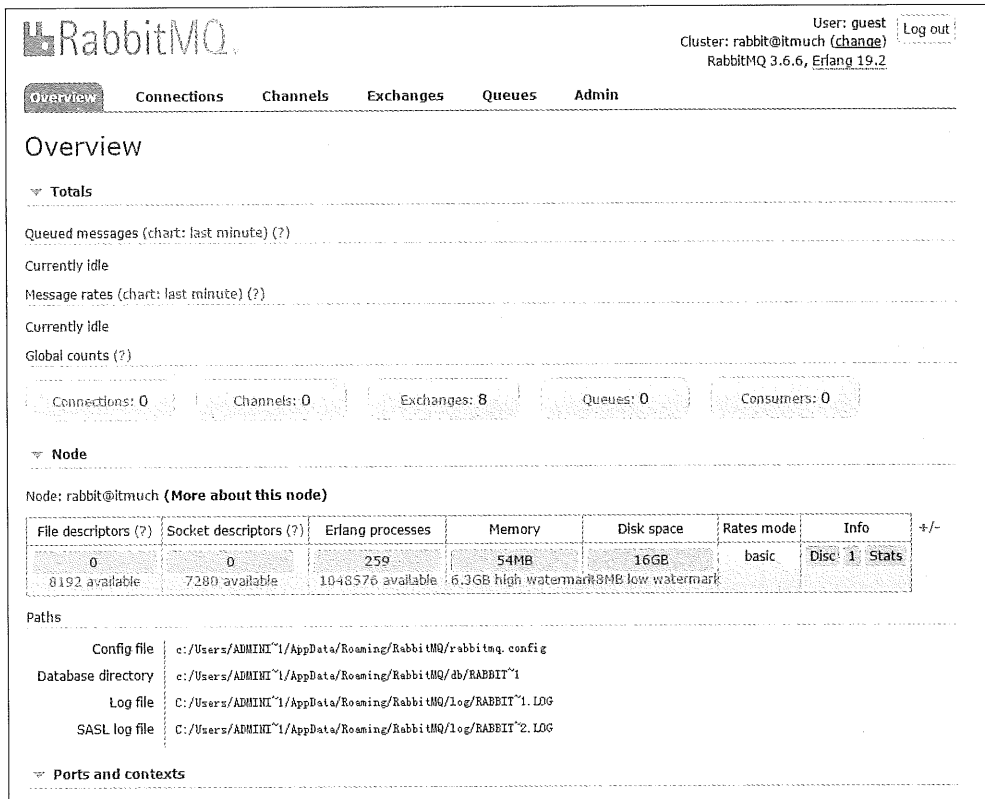 RabbitMQ
User: guest
Log out
Cluster: rabbit@itmuch (change)
RabbitMQ 3.6.6, Erlang 19.2
Overview Connections Channels Exchanges Queues Admin
Overview
Totals
Queued messages (chart: last minute) (?)
Currently idle
Message rates (chart: last minute) (?)
Currently idle
Global counts (?)
Connections: 0 Channels: 0 Exchanges: 8 Queues: 0 Consumers: 0
Node
Node: rabbit@itmuch (More about this node)
File descriptors (?) Socket descriptors (?) Erlang processes Memory Disk space Rates mode Info +/-
0 0 259 54MB 16GB basic Disc 1 Stats
8192 available 7280 available 1048576 available 6.3GB high watermark 8MB low watermark
Paths
Config file c:/Users/ADMINI~1/AppData/Roaming/RabbitMQ/rabbitmq.config
Database directory c:/Users/ADMINI~1/AppData/Roaming/RabbitMQ/db/RABBIT~1
Log file C:/Users/ADMINI~1/AppData/Roaming/RabbitMQ/log/RABBIT~1.LOG
SASL log file C:/Users/ADMINI~1/AppData/Roaming/RabbitMQ/log/RABBIT~2.LOG
Ports and contexts